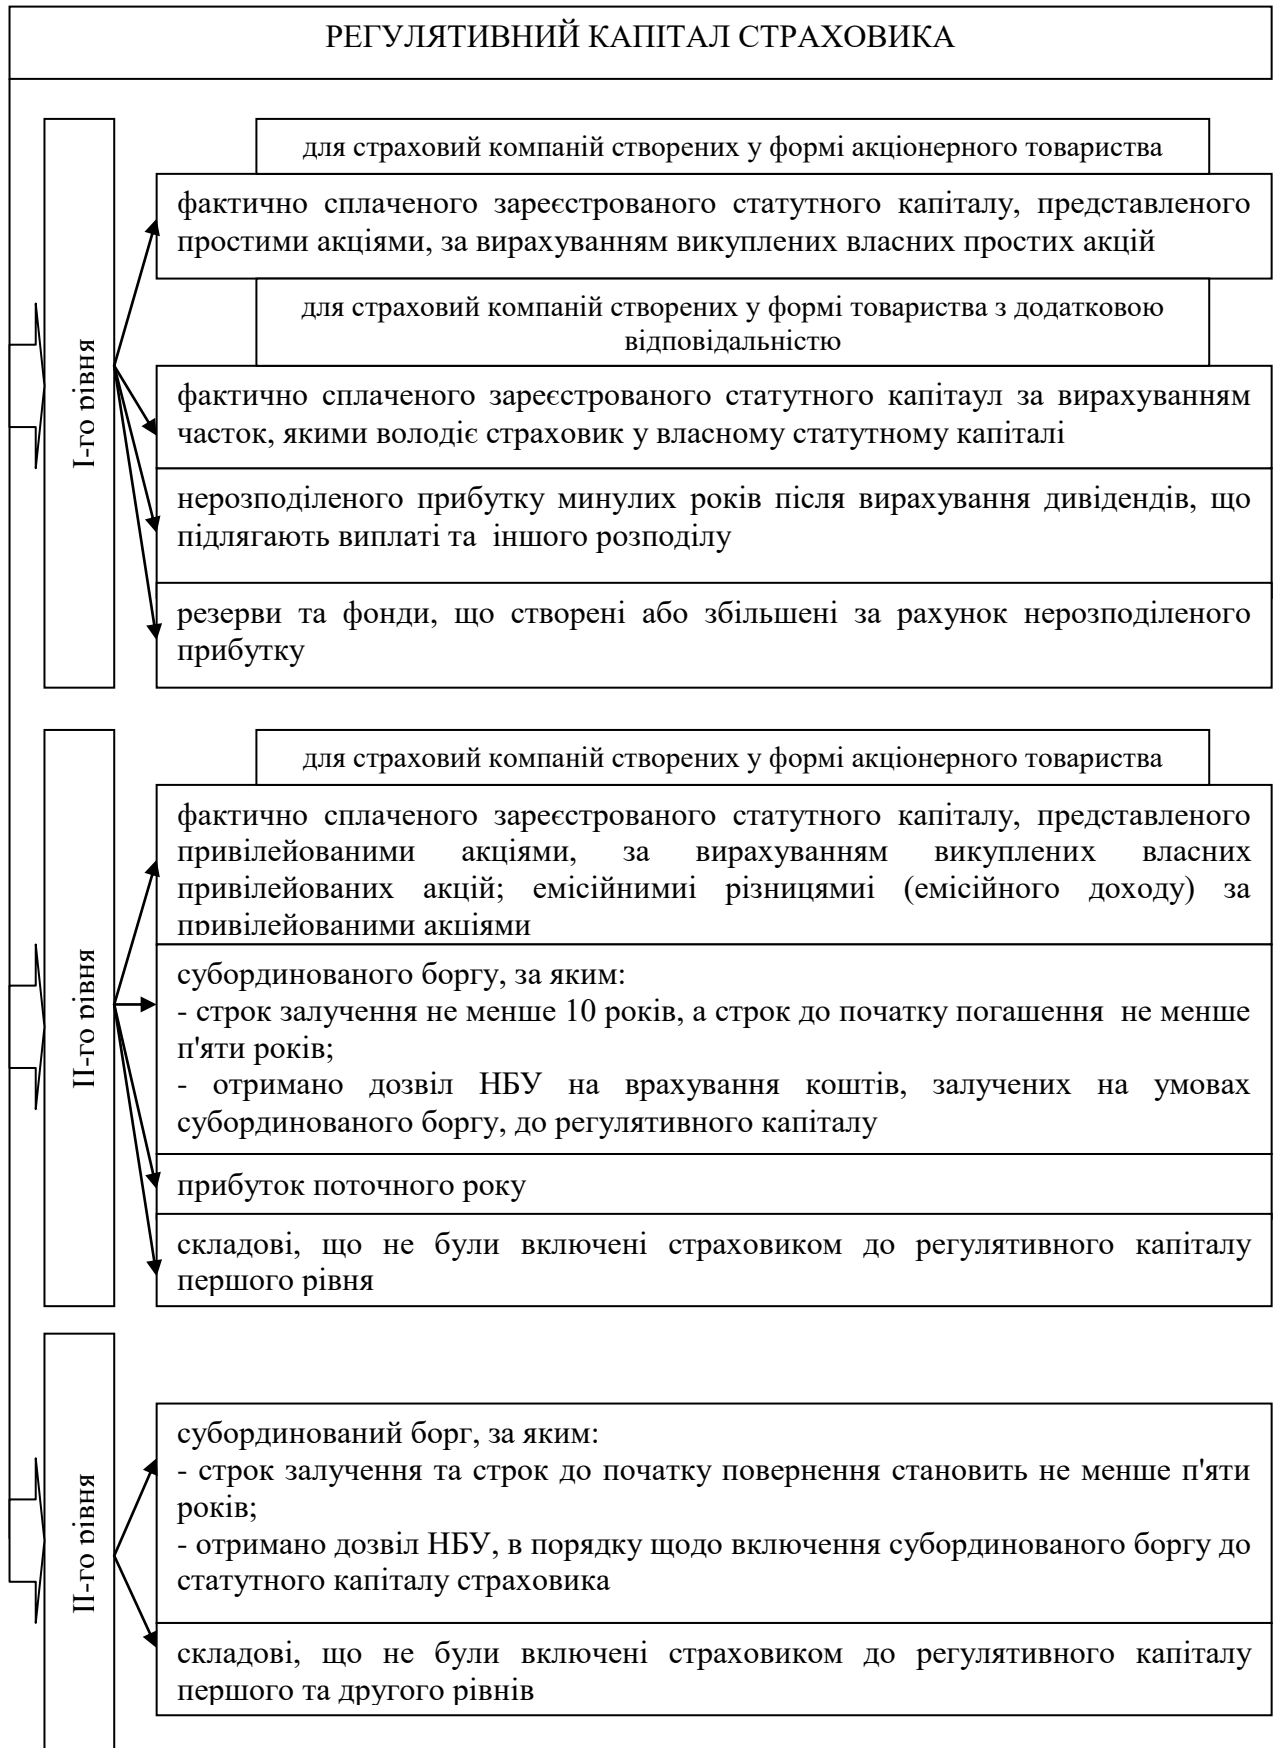 РЕГУЛЯТИВНИЙ КАПІТАЛ СТРАХОВИКА
І-го рівня
для страховий компаній створених у формі акціонерного товариства
фактично сплаченого зареєстрованого статутного капіталу, представленого
простими акціями, за вирахуванням викуплених власних простих акцій
для страховий компаній створених у формі товариства з додатковою
відповідальністю
фактично сплаченого зареєстрованого статутного капітаул за вирахуванням
часток, якими володіє страховик у власному статутному капіталі
нерозподіленого прибутку минулих років після вирахування дивідендів, що
підлягають виплаті та іншого розподілу
резерви та фонди, що створені або збільшені за рахунок нерозподіленого
прибутку
ІІ-го рівня
для страховий компаній створених у формі акціонерного товариства
фактично сплаченого зареєстрованого статутного капіталу, представленого
привілейованими акціями, за вирахуванням викуплених власних
привілейованих акцій; емісійнимиі різницямиі (емісійного доходу) за
привілейованими акціями
субординованого боргу, за яким:
- строк залучення не менше 10 років, а строк до початку погашення не менше
п'яти років;
- отримано дозвіл НБУ на врахування коштів, залучених на умовах
субординованого боргу, до регулятивного капіталу
прибуток поточного року
складові, що не були включені страховиком до регулятивного капіталу
першого рівня
ІІ-го рівня
субординований борг, за яким:
- строк залучення та строк до початку повернення становить не менше п'яти
років;
- отримано дозвіл НБУ, в порядку щодо включення субординованого боргу до
статутного капіталу страховика
складові, що не були включені страховиком до регулятивного капіталу
першого та другого рівнів